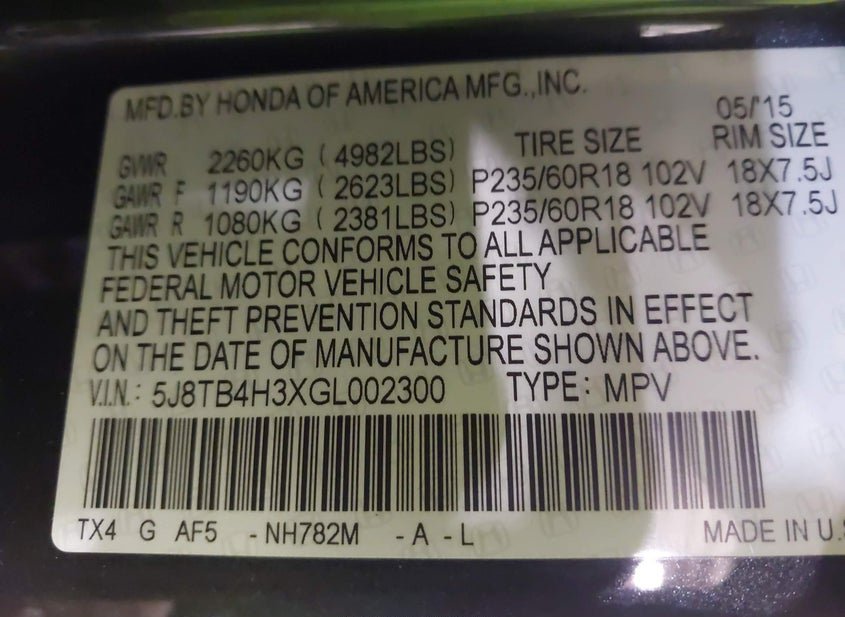 MFD.BY HONDA OF AMERICA MFG.,INC.
05/15
GVWR 2260KG (4982LBS) TIRE SIZE RIM SIZE
GAWR F 1190KG (2623LBS) P235/60R18 102V 18X7.5J
GAWR R 1080KG (2381LBS) P235/60R18 102V 18X7.5J
THIS VEHICLE CONFORMS TO ALL APPLICABLE
FEDERAL MOTOR VEHICLE SAFETY
AND THEFT PREVENTION STANDARDS IN EFFECT
ON THE DATE OF MANUFACTURE SHOWN ABOVE.
V.I.N.: 5J8TB4H3XGL002300 TYPE: MPV
TX4 G AF5 -NH782M -A -L MADE IN U.S